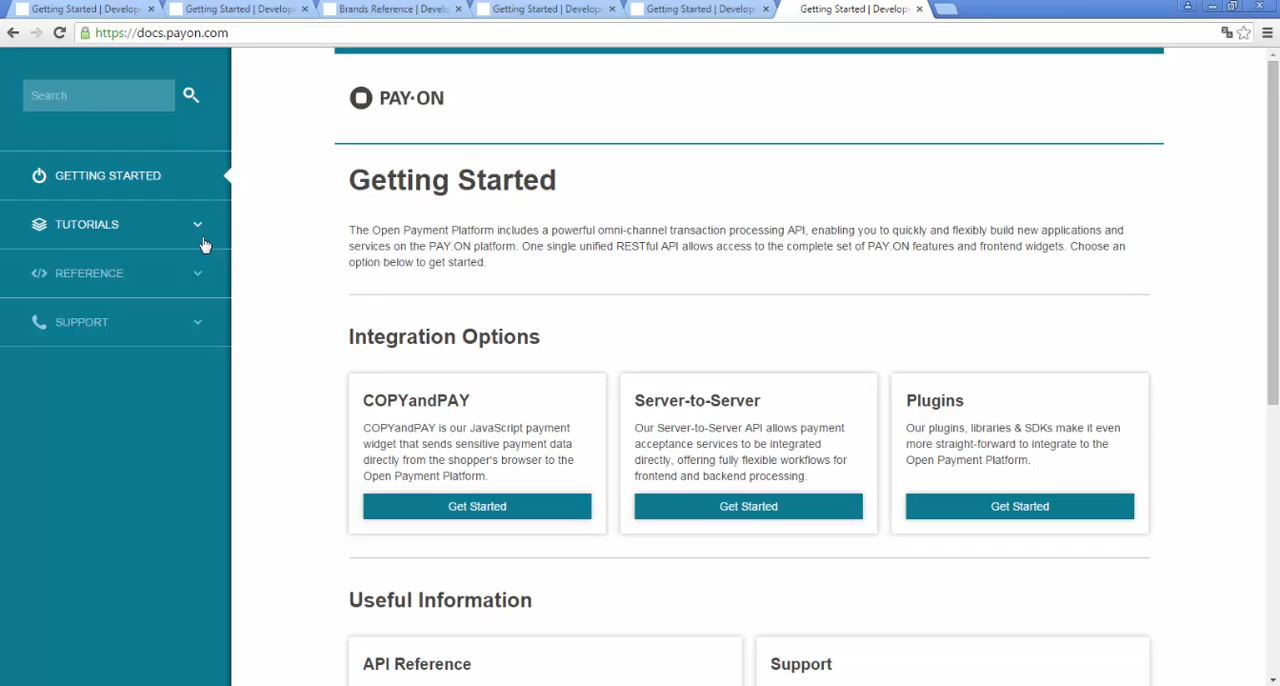 Getting Started | Develop
Getting Started | Develope
Brands Reference | Develo
Getting Started | Develope
Getting Started | Develope
Getting Started | Develope
https://docs.payon.com
Search
GETTING STARTED
TUTORIALS
REFERENCE
SUPPORT
PAY·ON
Getting Started
The Open Payment Platform includes a powerful omni-channel transaction processing API, enabling you to quickly and flexibly build new applications and
services on the PAY.ON platform. One single unified RESTful API allows access to the complete set of PAY.ON features and frontend widgets. Choose an
option below to get started.
Integration Options
COPYandPAY
COPYandPAY is our JavaScript payment
widget that sends sensitive payment data
directly from the shopper's browser to the
Open Payment Platform.
Get Started
Server-to-Server
Our Server-to-Server API allows payment
acceptance services to be integrated
directly, offering fully flexible workflows for
frontend and backend processing.
Get Started
Plugins
Our plugins, libraries & SDKs make it even
more straight-forward to integrate to the
Open Payment Platform.
Get Started
Useful Information
API Reference
Support